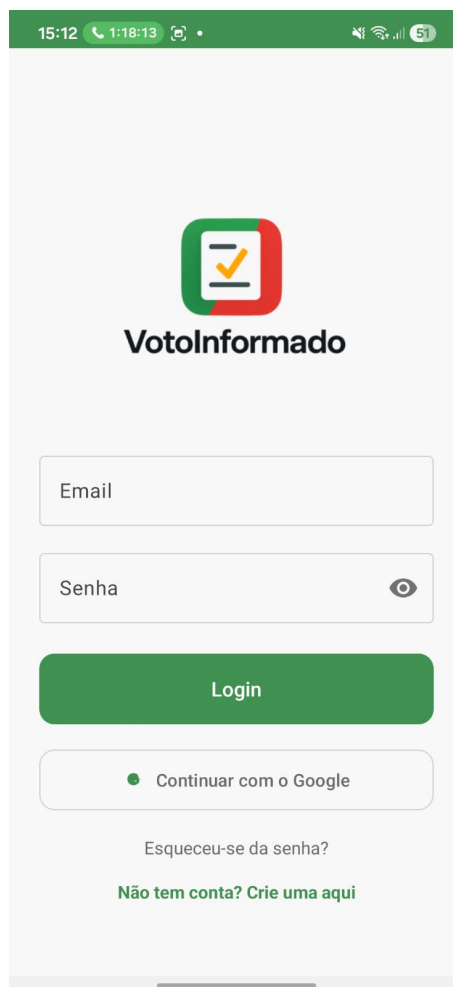 15:12 1:18:13 51
VotoInformado
Email
Senha
Login
Continuar com o Google
Esqueceu-se da senha?
Não tem conta? Crie uma aqui